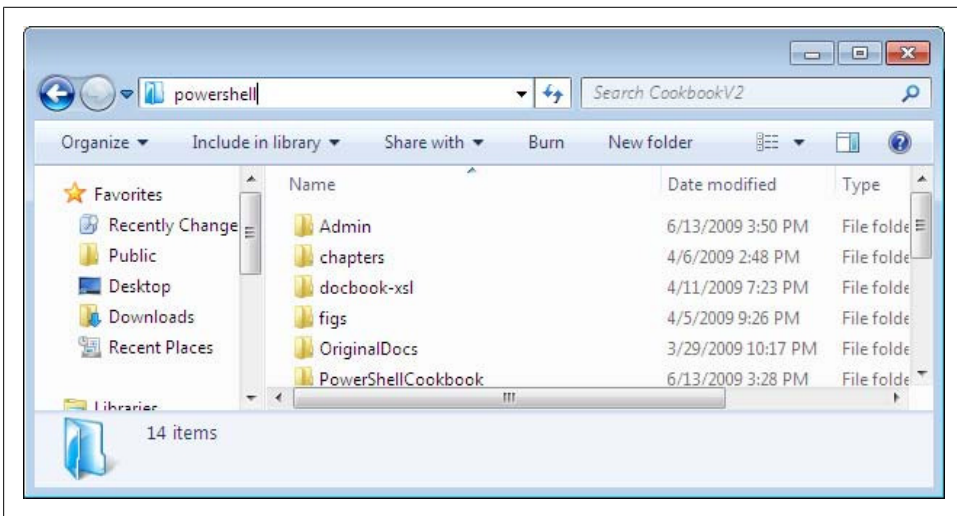 powershell
Search CookbookV2
Organize Include in library Share with Burn New folder
Favorites
Recently Change
Public
Desktop
Downloads
Recent Places
Libraries
Name Date modified Type
Admin 6/13/2009 3:50 PM File folde
chapters 4/6/2009 2:48 PM File folde
docbook-xsl 4/11/2009 7:23 PM File folde
figs 4/5/2009 9:26 PM File folde
OriginalDocs 3/29/2009 10:17 PM File folde
PowerShellCookbook 6/13/2009 3:28 PM File folde
14 items